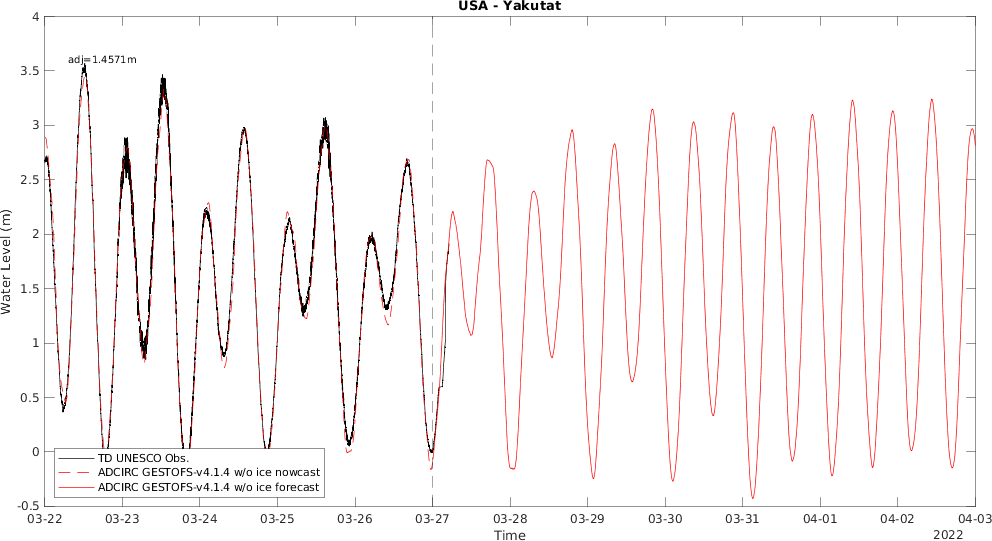 USA - Yakutat
adj=1.4571m
4
3.5
3
2.5
2
1.5
1
0.5
0
-0.5
Water Level (m)
TD UNESCO Obs.
ADCIRC GESTOFS-v4.1.4 w/o ice nowcast
ADCIRC GESTOFS-v4.1.4 w/o ice forecast
03-22 03-23 03-24 03-25 03-26 03-27 03-28 03-29 03-30 03-31 04-01 04-02 04-03
Time
2022